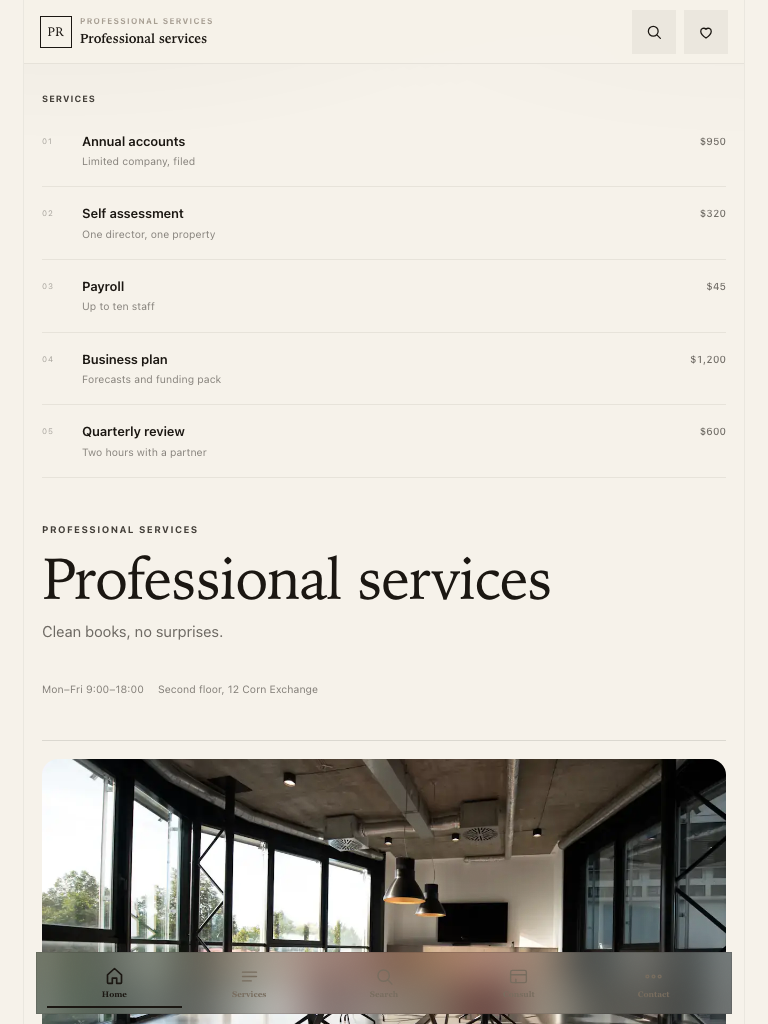 PR
PROFESSIONAL SERVICES
Professional services
SERVICES
01 Annual accounts $950
Limited company, filed
02 Self assessment $320
One director, one property
03 Payroll $45
Up to ten staff
04 Business plan $1,200
Forecasts and funding pack
05 Quarterly review $600
Two hours with a partner
PROFESSIONAL SERVICES
Professional services
Clean books, no surprises.
Mon–Fri 9:00–18:00 Second floor, 12 Corn Exchange
Home Services Search Contact